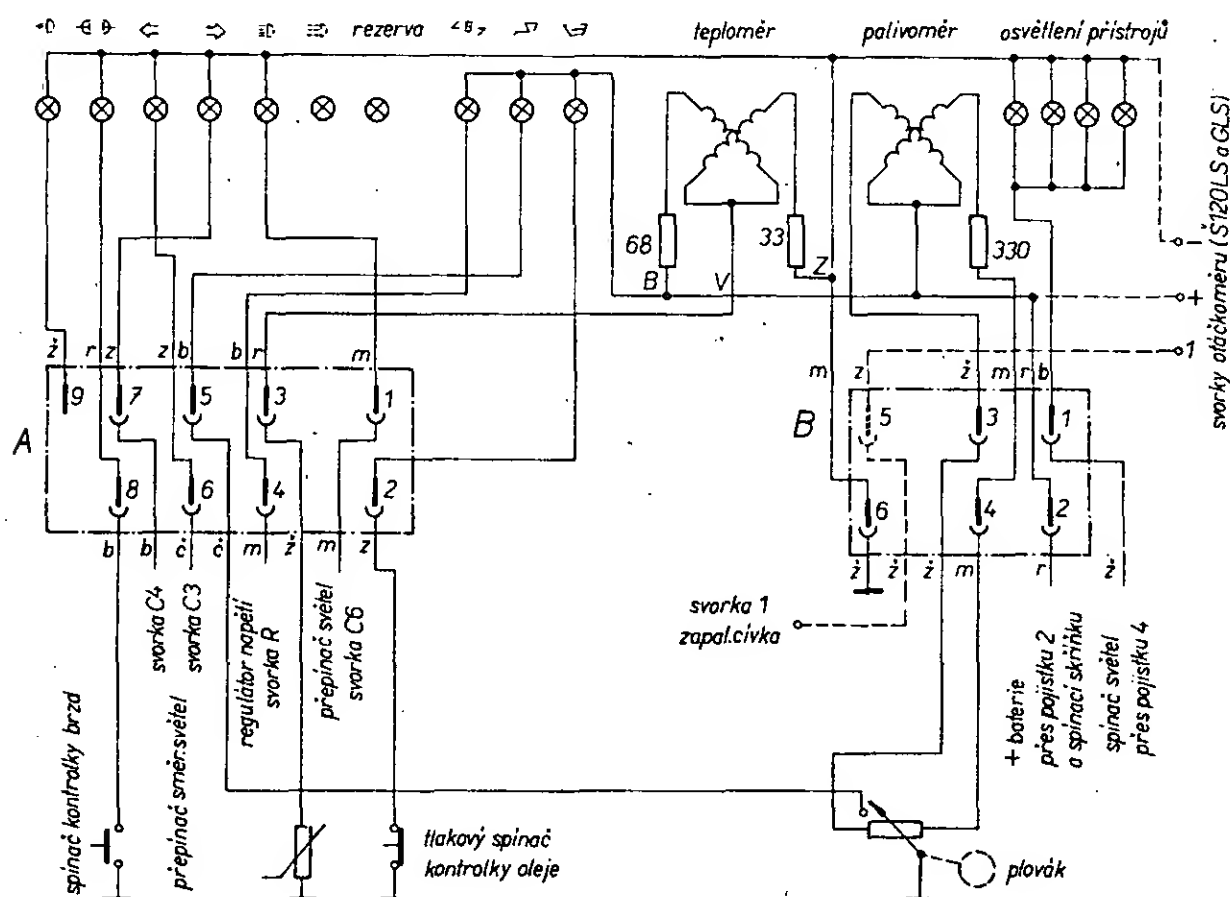 rezerva
teploměr
palivoměr
osvětlení přístrojů
68
33
330
B
V
Z
svorky otáčkoměru (Š120LS a GLS)
−
+
1
ž
r
z
z
b
b
r
m
m
z
ž
m
r
b
A
9
7
5
3
1
8
6
4
2
B
5
3
1
6
4
2
b
b
č
č
m
ž
m
z
ž
ž
ž
m
r
ž
svorka C4
svorka C3
regulátor napětí
svorka R
přepínač světel
svorka C6
svorka 1
zapal.cívka
+ baterie
přes pojistku 2
a spínací skříňku
spínač světel
přes pojistku 4
spínač kontrolky brzd
přepínač směr.světel
tlakový spínač
kontrolky oleje
plovák